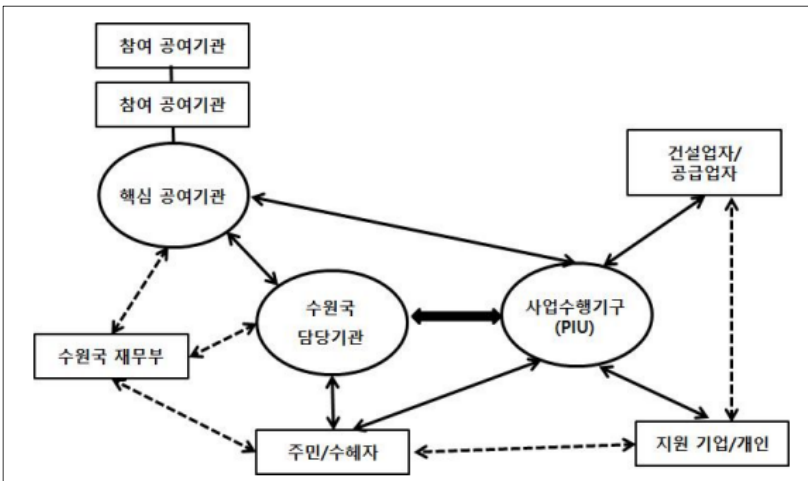 참여 공여기관
참여 공여기관
핵심 공여기관
건설업자/
공급업자
수원국
담당기관
사업수행기구
(PIU)
수원국 재무부
주민/수혜자
지원 기업/개인